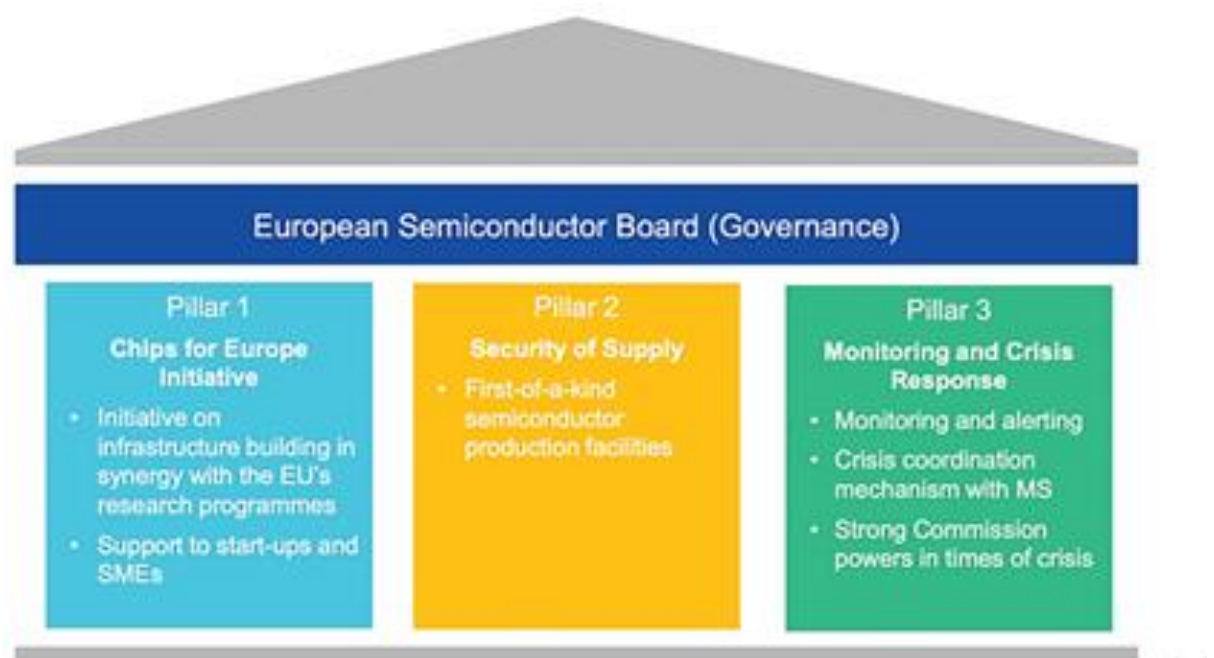 European Semiconductor Board (Governance)
Pillar 1
Chips for Europe
Initiative
• Initiative on
infrastructure building in
synergy with the EU's
research programmes
• Support to start-ups and
SMEs
Pillar 2
Security of Supply
• First-of-a-kind
semiconductor
production facilities
Pillar 3
Monitoring and Crisis
Response
• Monitoring and alerting
• Crisis coordination
mechanism with MS
• Strong Commission
powers in times of crisis